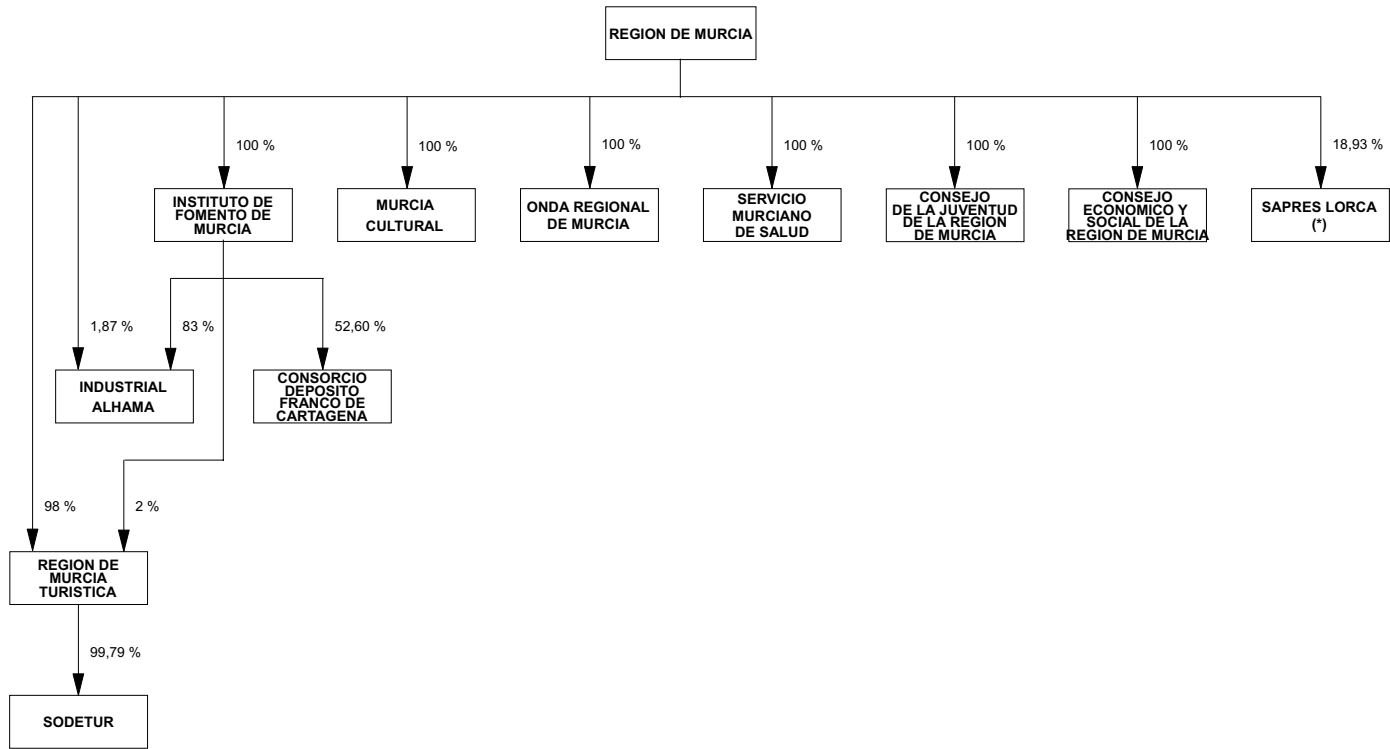 REGION DE MURCIA
100 %
100 %
100 %
100 %
100 %
100 %
18,93 %
INSTITUTO DE
FOMENTO DE
MURCIA
MURCIA
CULTURAL
ONDA REGIONAL
DE MURCIA
SERVICIO
MURCIANO
DE SALUD
CONSEJO
DE LA JUVENTUD
DE LA REGION
DE MURCIA
CONSEJO
ECONOMICO Y
SOCIAL DE LA
REGION DE MURCIA
SAPRES LORCA
(*)
1,87 %
83 %
52,60 %
INDUSTRIAL
ALHAMA
CONSORCIO
DEPOSITO
FRANCO DE
CARTAGENA
98 %
2 %
REGION DE
MURCIA
TURISTICA
99,79 %
SODETUR